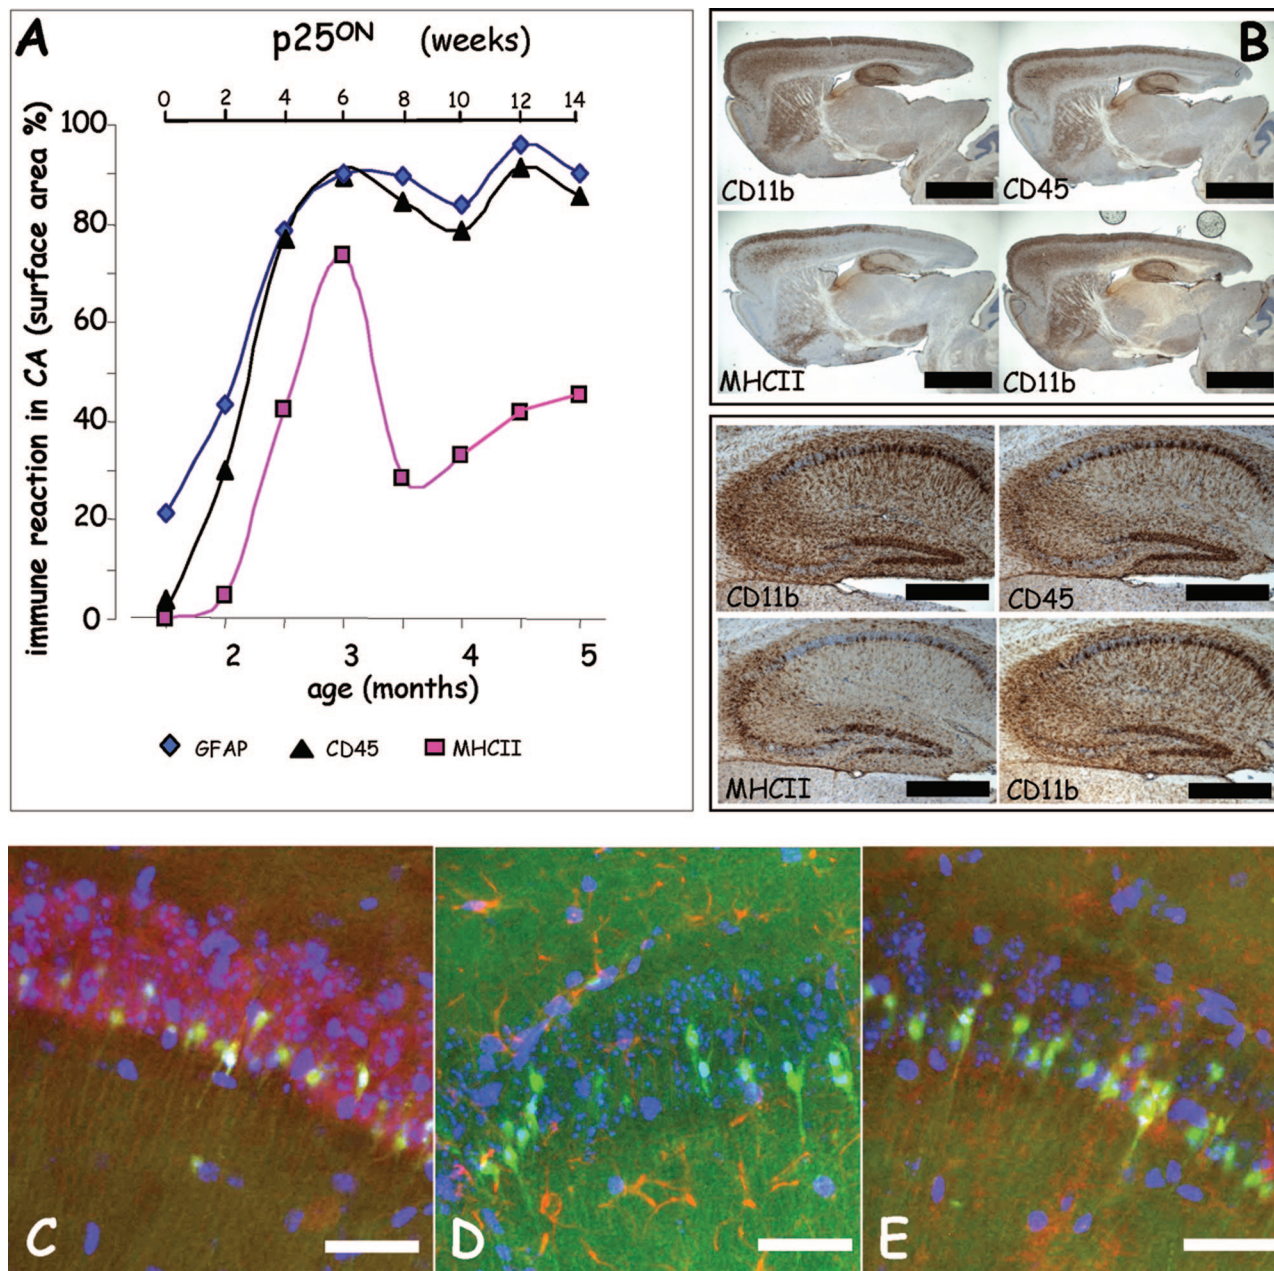 A
p25ON (weeks)
0 2 4 6 8 10 12 14
immune reaction in CA (surface area %)
100
80
60
40
20
0
2 3 4 5
age (months)
GFAP CD45 MHCII
B
CD11b CD45
MHCII CD11b
CD11b CD45
MHCII CD11b
C D E